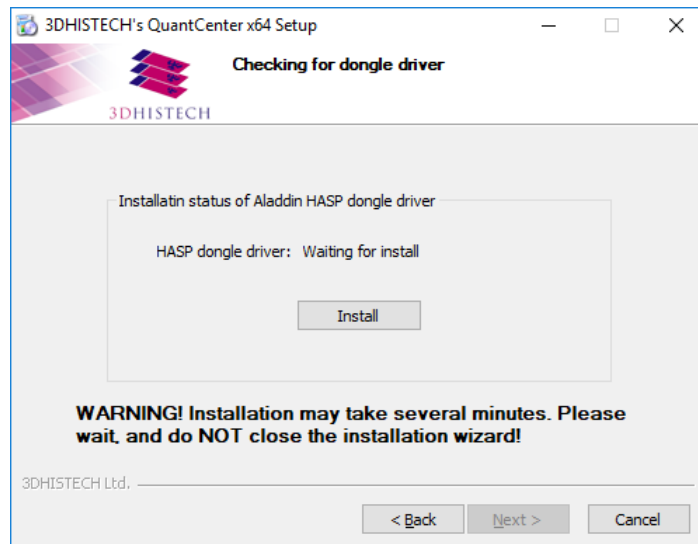 3DHISTECH's QuantCenter x64 Setup
Checking for dongle driver
3DHISTECH
Installatin status of Aladdin HASP dongle driver
HASP dongle driver: Waiting for install
Install
WARNING! Installation may take several minutes. Please
wait, and do NOT close the installation wizard!
3DHISTECH Ltd.
< Back Next > Cancel